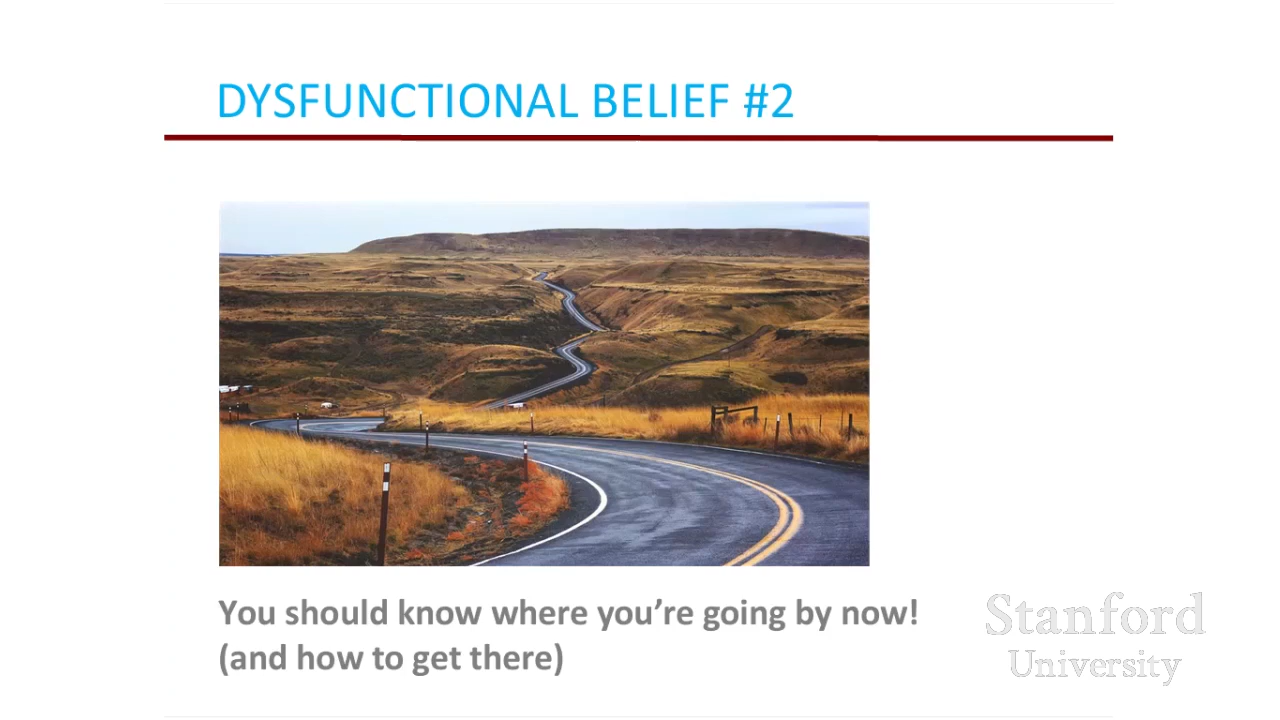 DYSFUNCTIONAL BELIEF #2
You should know where you’re going by now!
(and how to get there)
Stanford
University